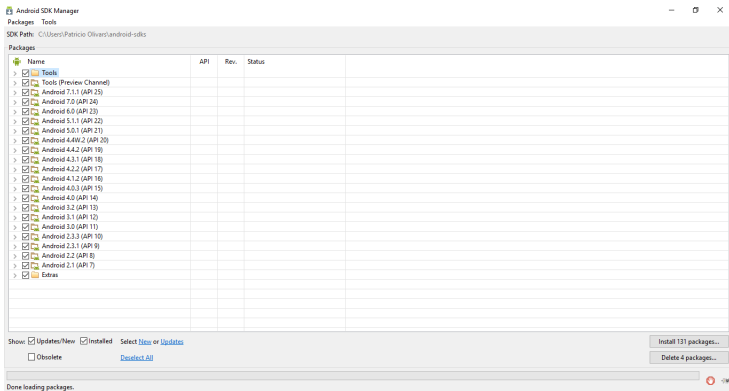 Android SDK Manager
Packages Tools
SDK Path: C:\Users\Patricio Olivars\android-sdks
Packages
Name API Rev. Status
Tools
Tools (Preview Channel)
Android 7.1.1 (API 25)
Android 7.0 (API 24)
Android 6.0 (API 23)
Android 5.1.1 (API 22)
Android 5.0.1 (API 21)
Android 4.4W.2 (API 20)
Android 4.4.2 (API 19)
Android 4.3.1 (API 18)
Android 4.2.2 (API 17)
Android 4.1.2 (API 16)
Android 4.0.3 (API 15)
Android 4.0 (API 14)
Android 3.2 (API 13)
Android 3.1 (API 12)
Android 3.0 (API 11)
Android 2.3.3 (API 10)
Android 2.3.1 (API 9)
Android 2.2 (API 8)
Android 2.1 (API 7)
Extras
Show: Updates/New Installed Select New or Updates Install 131 packages...
Obsolete Deselect All Delete 4 packages...
Done loading packages.